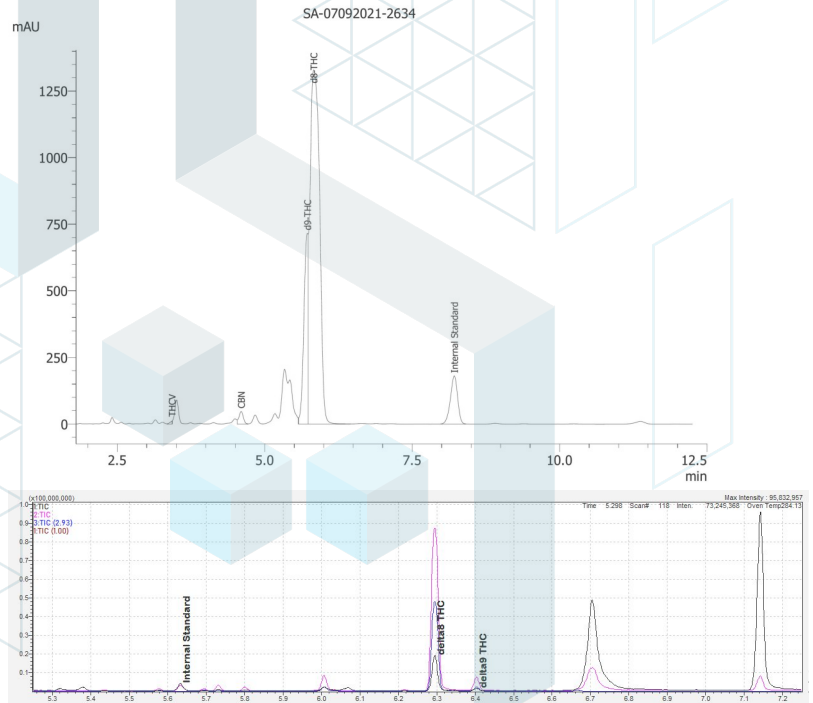 SA-07092021-2634
mAU
1250
1000
750
500
250
0
THCV
CBN
d9-THC
d8-THC
Internal Standard
2.5 5.0 7.5 10.0 12.5
min
(x100,000,000)
Max Intensity : 95,832,957
1:TIC
2:TIC
3:TIC (2.93)
1:TIC (1.00)
Time 5.298 Scan# 118 Inten. 73,245,368 Oven Temp284.13
1.0
0.9
0.8
0.7
0.6
0.5
0.4
0.3
0.2
0.1
Internal Standard
delta8 THC
delta9 THC
5.3 5.4 5.5 5.6 5.7 5.8 5.9 6.0 6.1 6.2 6.3 6.4 6.5 6.6 6.7 6.8 6.9 7.0 7.1 7.2